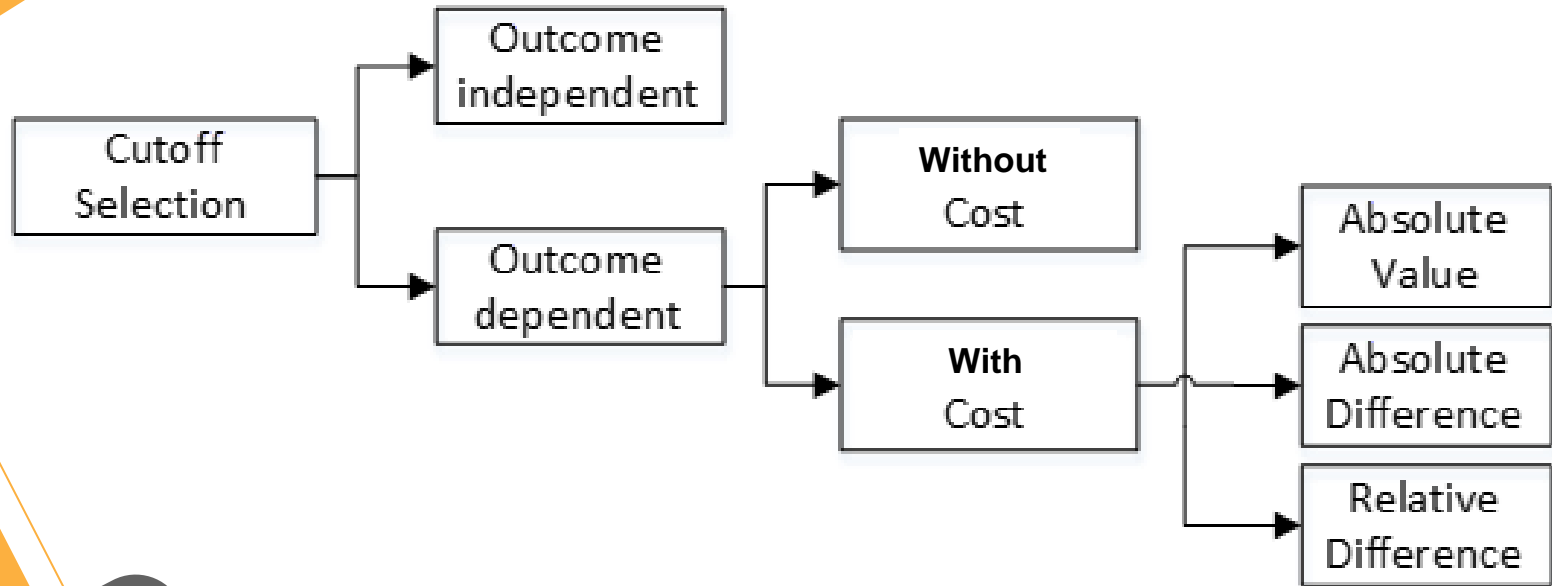 Cutoff
Selection
Outcome
independent
Outcome
dependent
Without
Cost
With
Cost
Absolute
Value
Absolute
Difference
Relative
Difference